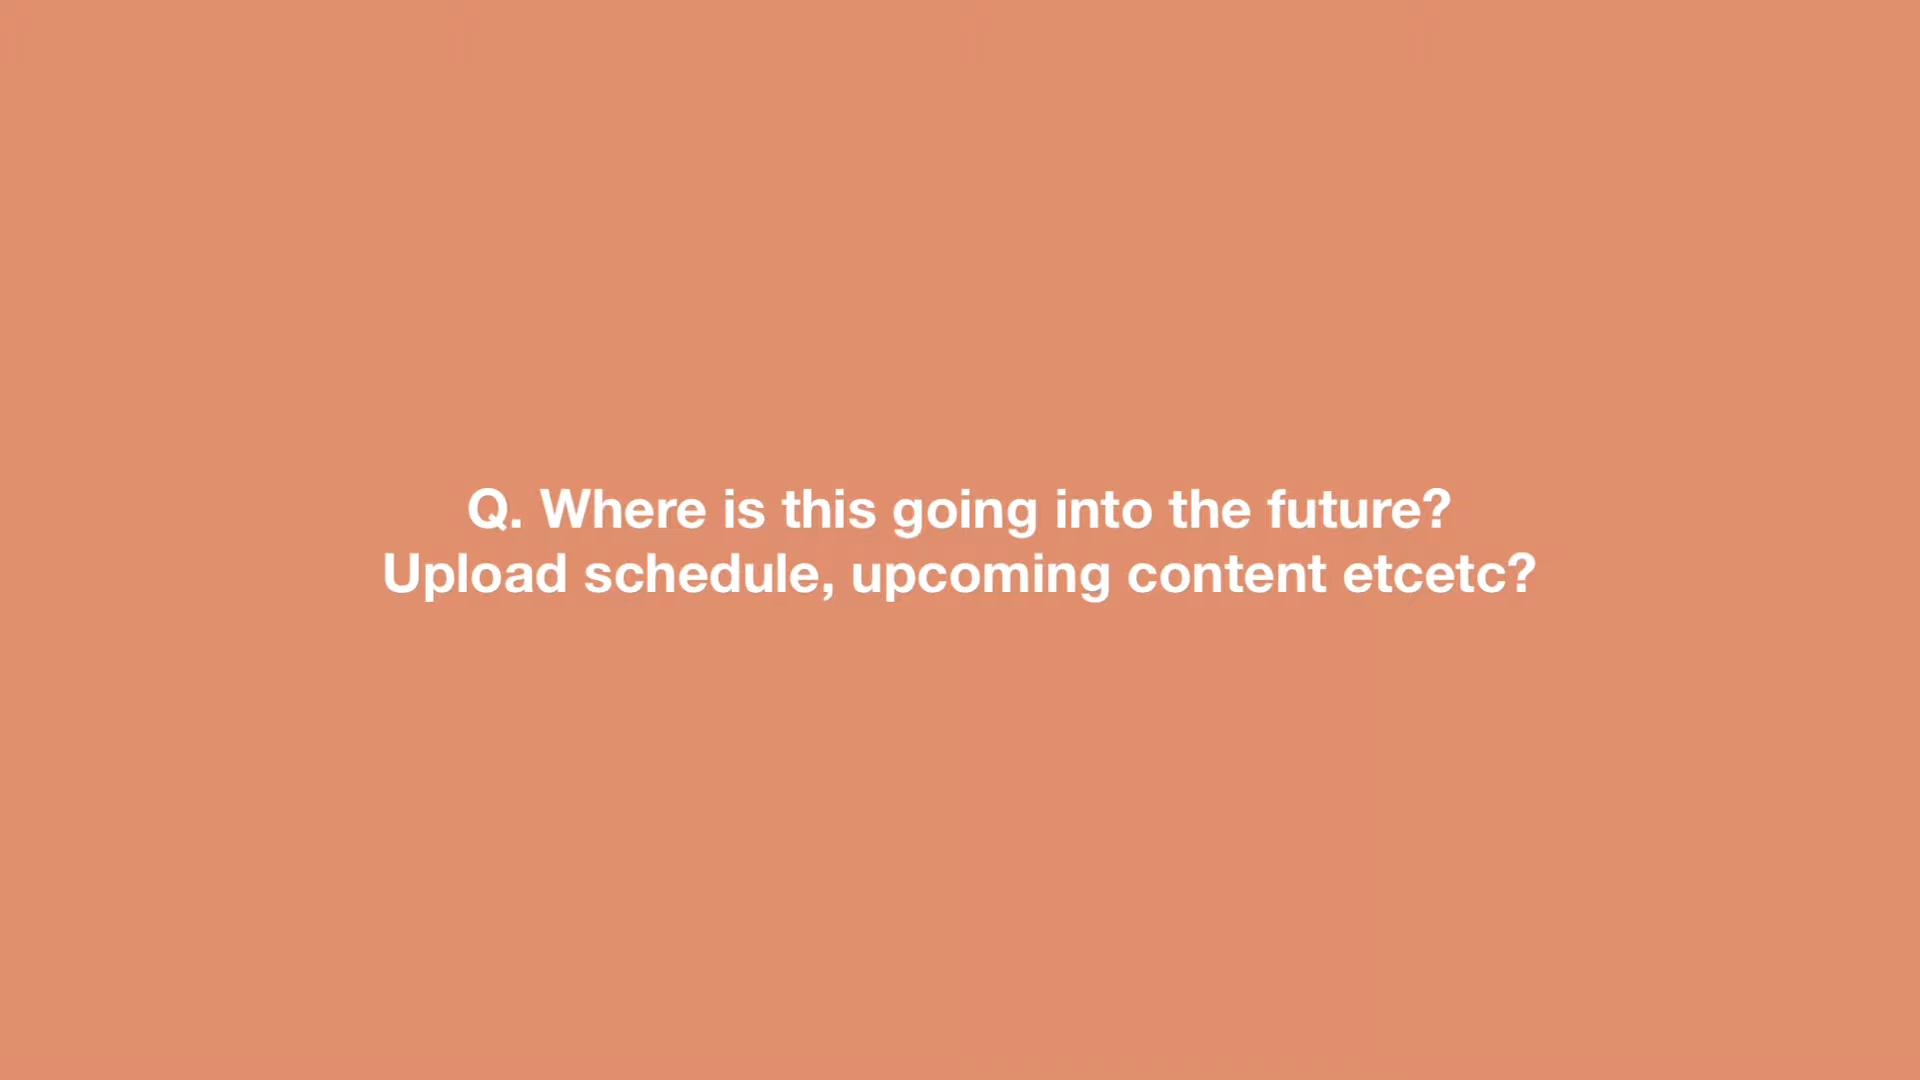 Q. Where is this going into the future?
Upload schedule, upcoming content etcetc?